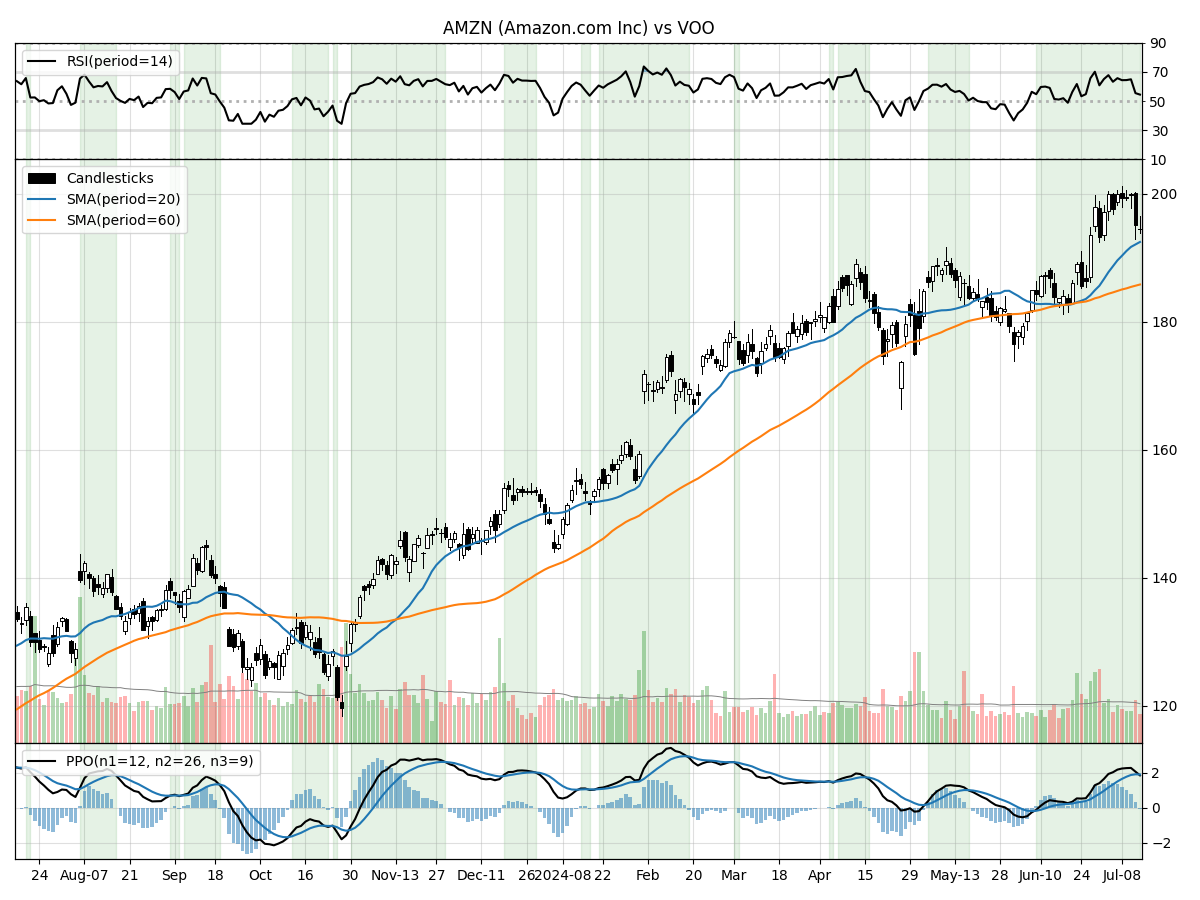 AMZN (Amazon.com Inc) vs VOO
RSI(period=14)
90
70
50
30
10
Candlesticks
SMA(period=20)
SMA(period=60)
200
180
160
140
120
PPO(n1=12, n2=26, n3=9)
2
0
−2
24 Aug-07 21 Sep 18 Oct 16 30 Nov-13 27 Dec-11 26 2024-08 22 Feb 20 Mar 18 Apr 15 29 May-13 28 Jun-10 24 Jul-08